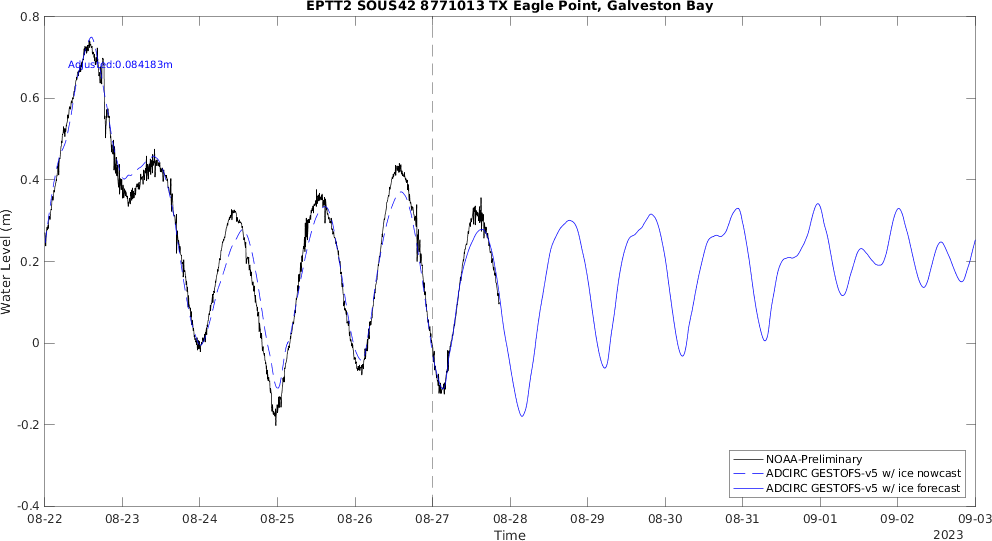 EPTT2 SOUS42 8771013 TX Eagle Point, Galveston Bay
Adjusted:0.084183m
Water Level (m)
0.8
0.6
0.4
0.2
0
-0.2
-0.4
NOAA-Preliminary
ADCIRC GESTOFS-v5 w/ ice nowcast
ADCIRC GESTOFS-v5 w/ ice forecast
08-22 08-23 08-24 08-25 08-26 08-27 08-28 08-29 08-30 08-31 09-01 09-02 09-03
Time
2023